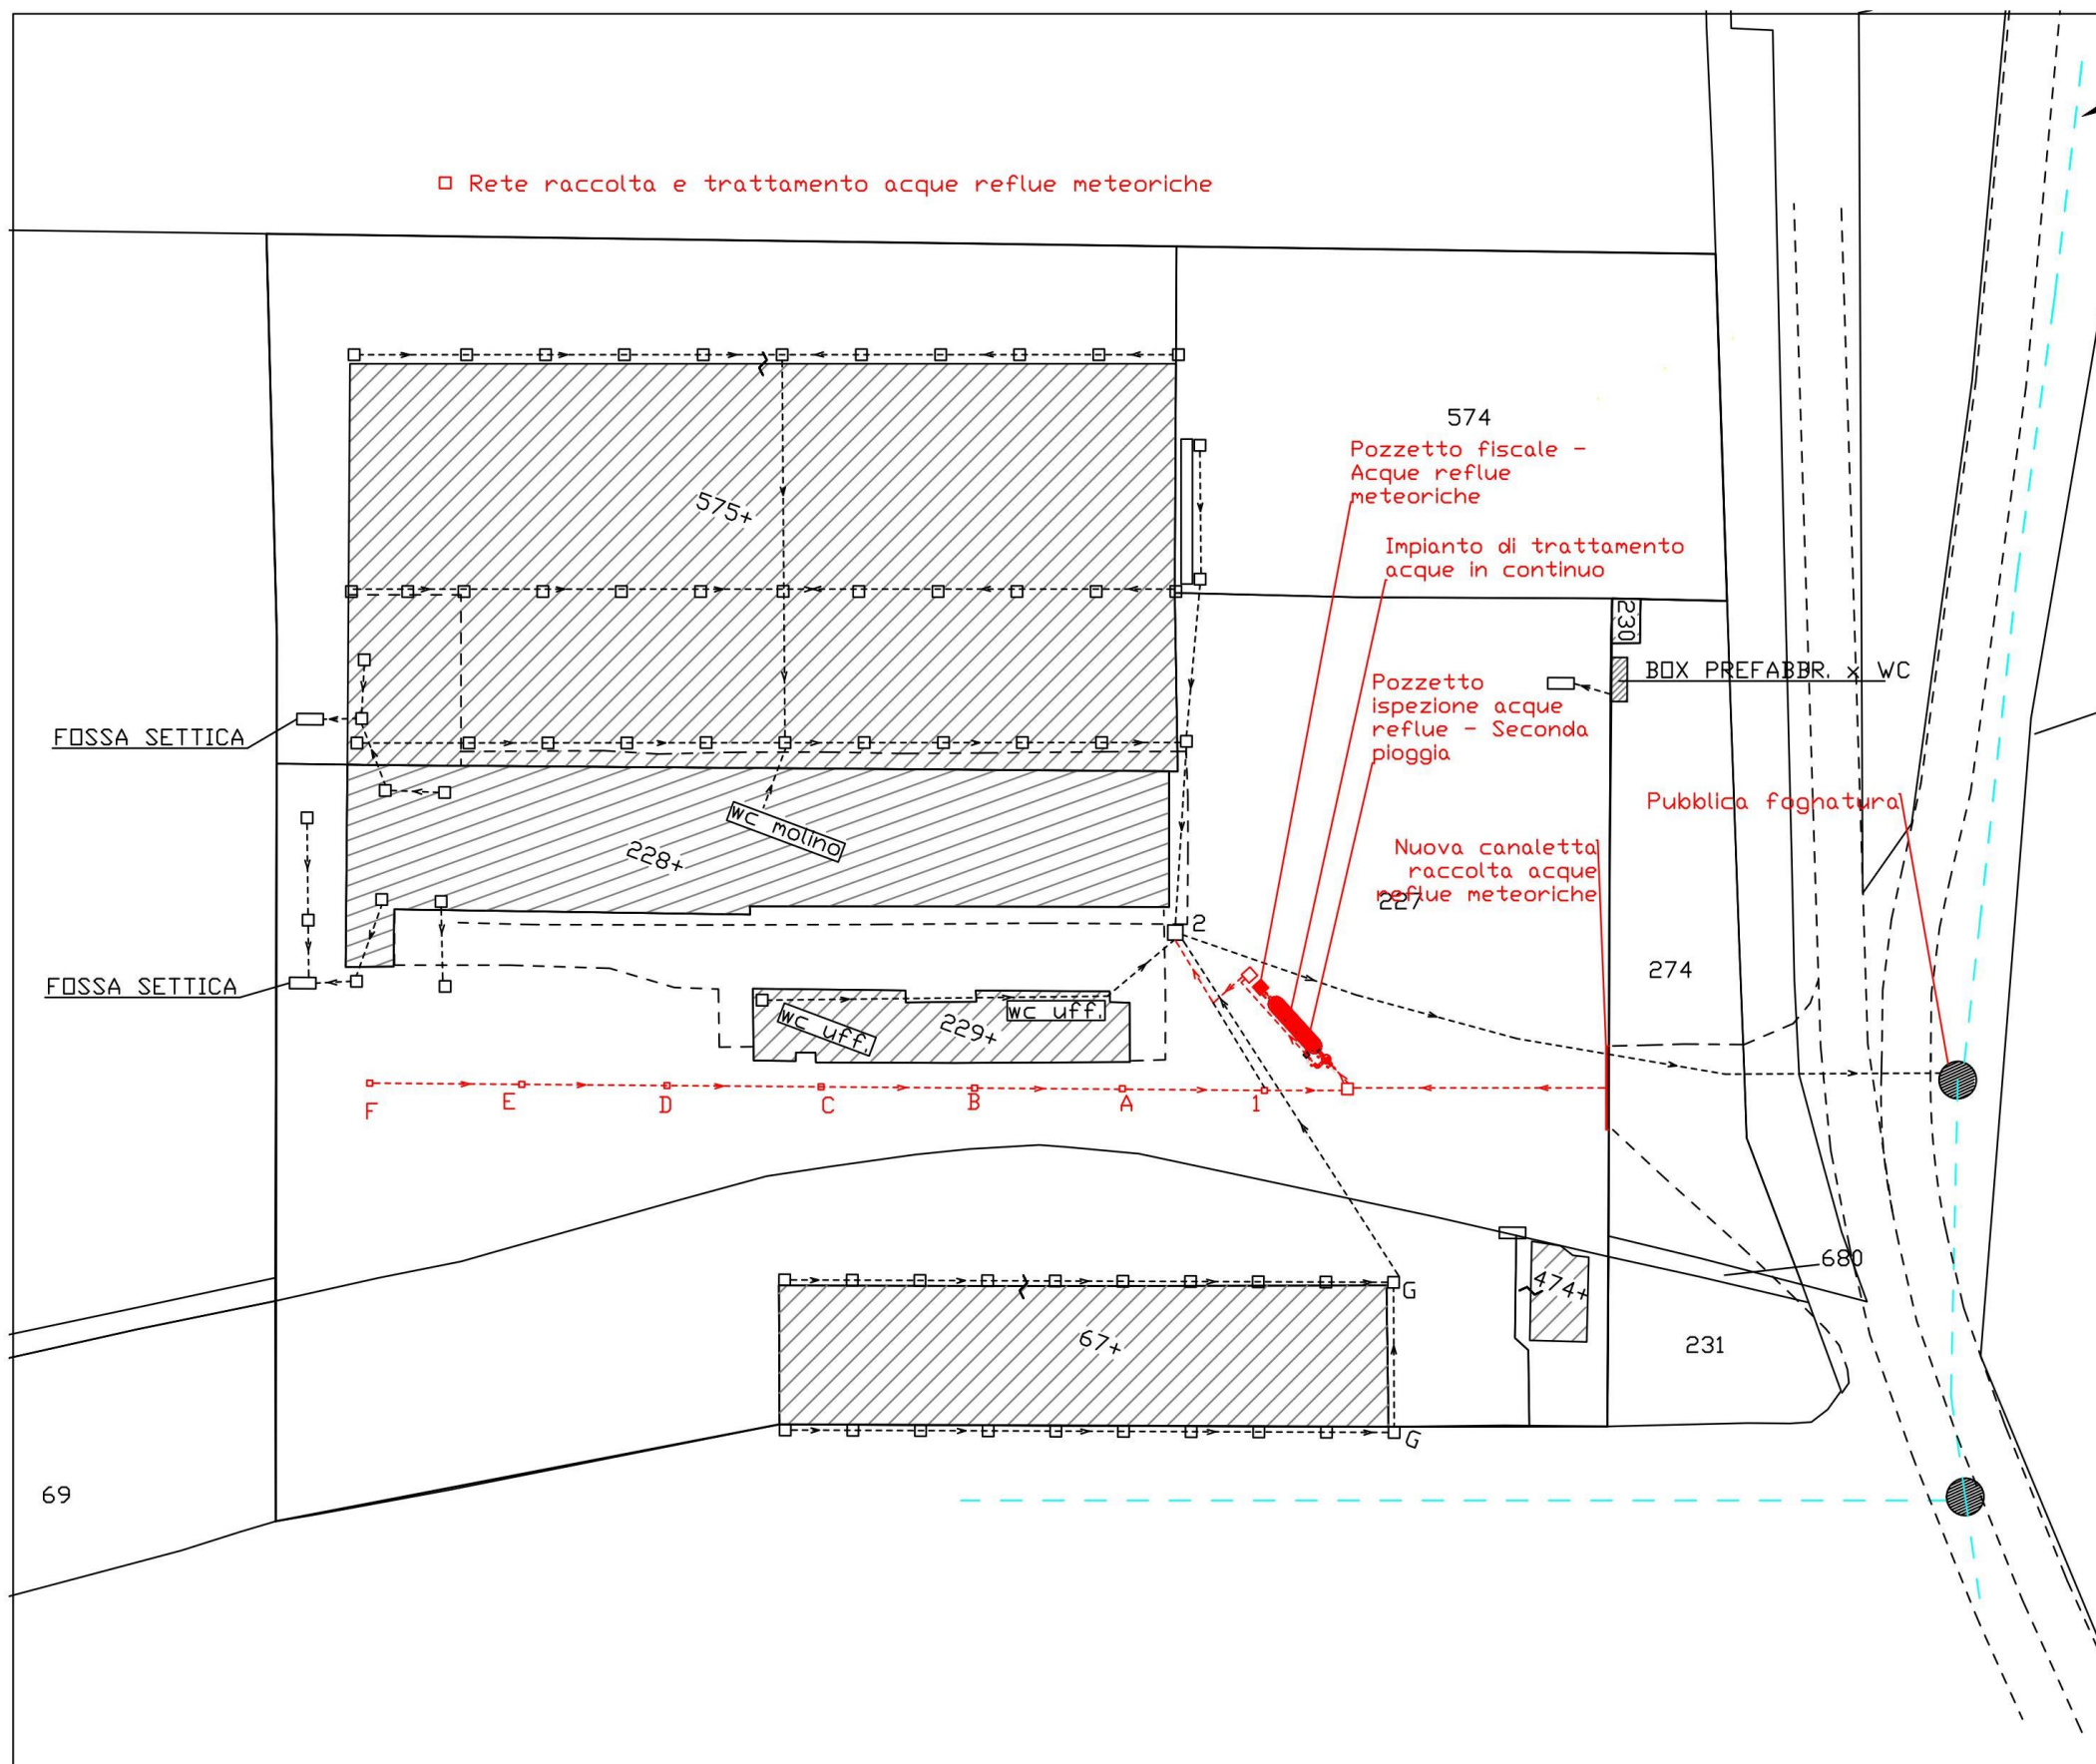 Rete raccolta e trattamento acque reflue meteoriche
574
Pozzetto fiscale -
Acque reflue
meteoriche
575+
Impianto di trattamento
acque in continuo
230
BOX PREFABBR. x WC
Pozzetto
ispezione acque
reflue - Seconda
pioggia
FOSSA SETTICA
Pubblica fognatura
wc molino
228+
Nuova canaletta
raccolta acque
reflue meteoriche
227
2
274
FOSSA SETTICA
wc uff.
wc uff.
229+
F
E
D
C
B
A
1
680
G
474+
67+
231
G
69